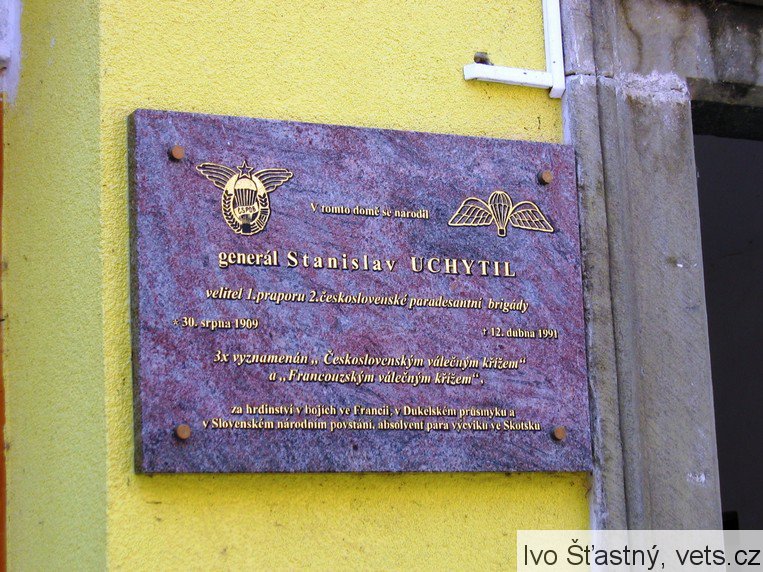 V tomto domě se narodil
generál Stanislav UCHYTIL
velitel 1.praporu 2.československé paradesantní brigády
* 30. srpna 1909 † 12. dubna 1991
3x vyznamenán ,, Československým válečným křížem"
a ,,Francouzským válečným křížem",
za hrdinství v bojích ve Francii, v Dukelském průsmyku a
v Slovenském národním povstání, absolvent para výcviku ve Skotsku
Ivo Šťastný, vets.cz